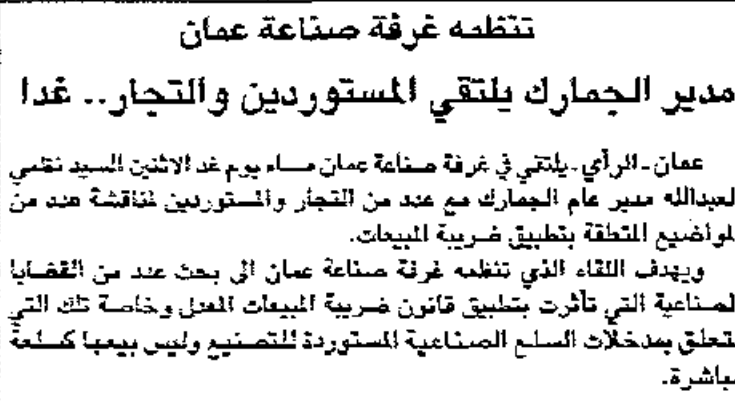 تنظمه غرفة صناعة عمان
مدير الجمارك يلتقي المستوردين والتجار.. غدا
عمان ـ الرأي ـ يلتقي في غرفة صناعة عمان مساء يوم غد الاثنين السيد نظمي
لعبدالله مدير عام الجمارك مع عدد من التجار والمستوردين لمناقشة عدد من
لمواضيع المتعلقة بتطبيق ضريبة المبيعات.
ويهدف اللقاء الذي تنظمه غرفة صناعة عمان الى بحث عدد من القضايا
لصناعية التي تأثرت بتطبيق قانون ضريبة المبيعات المعدل وخاصة تلك التي
تتعلق بمدخلات السلع الصناعية المستوردة للتصنيع وليس بيعها كسلعة
مباشرة.